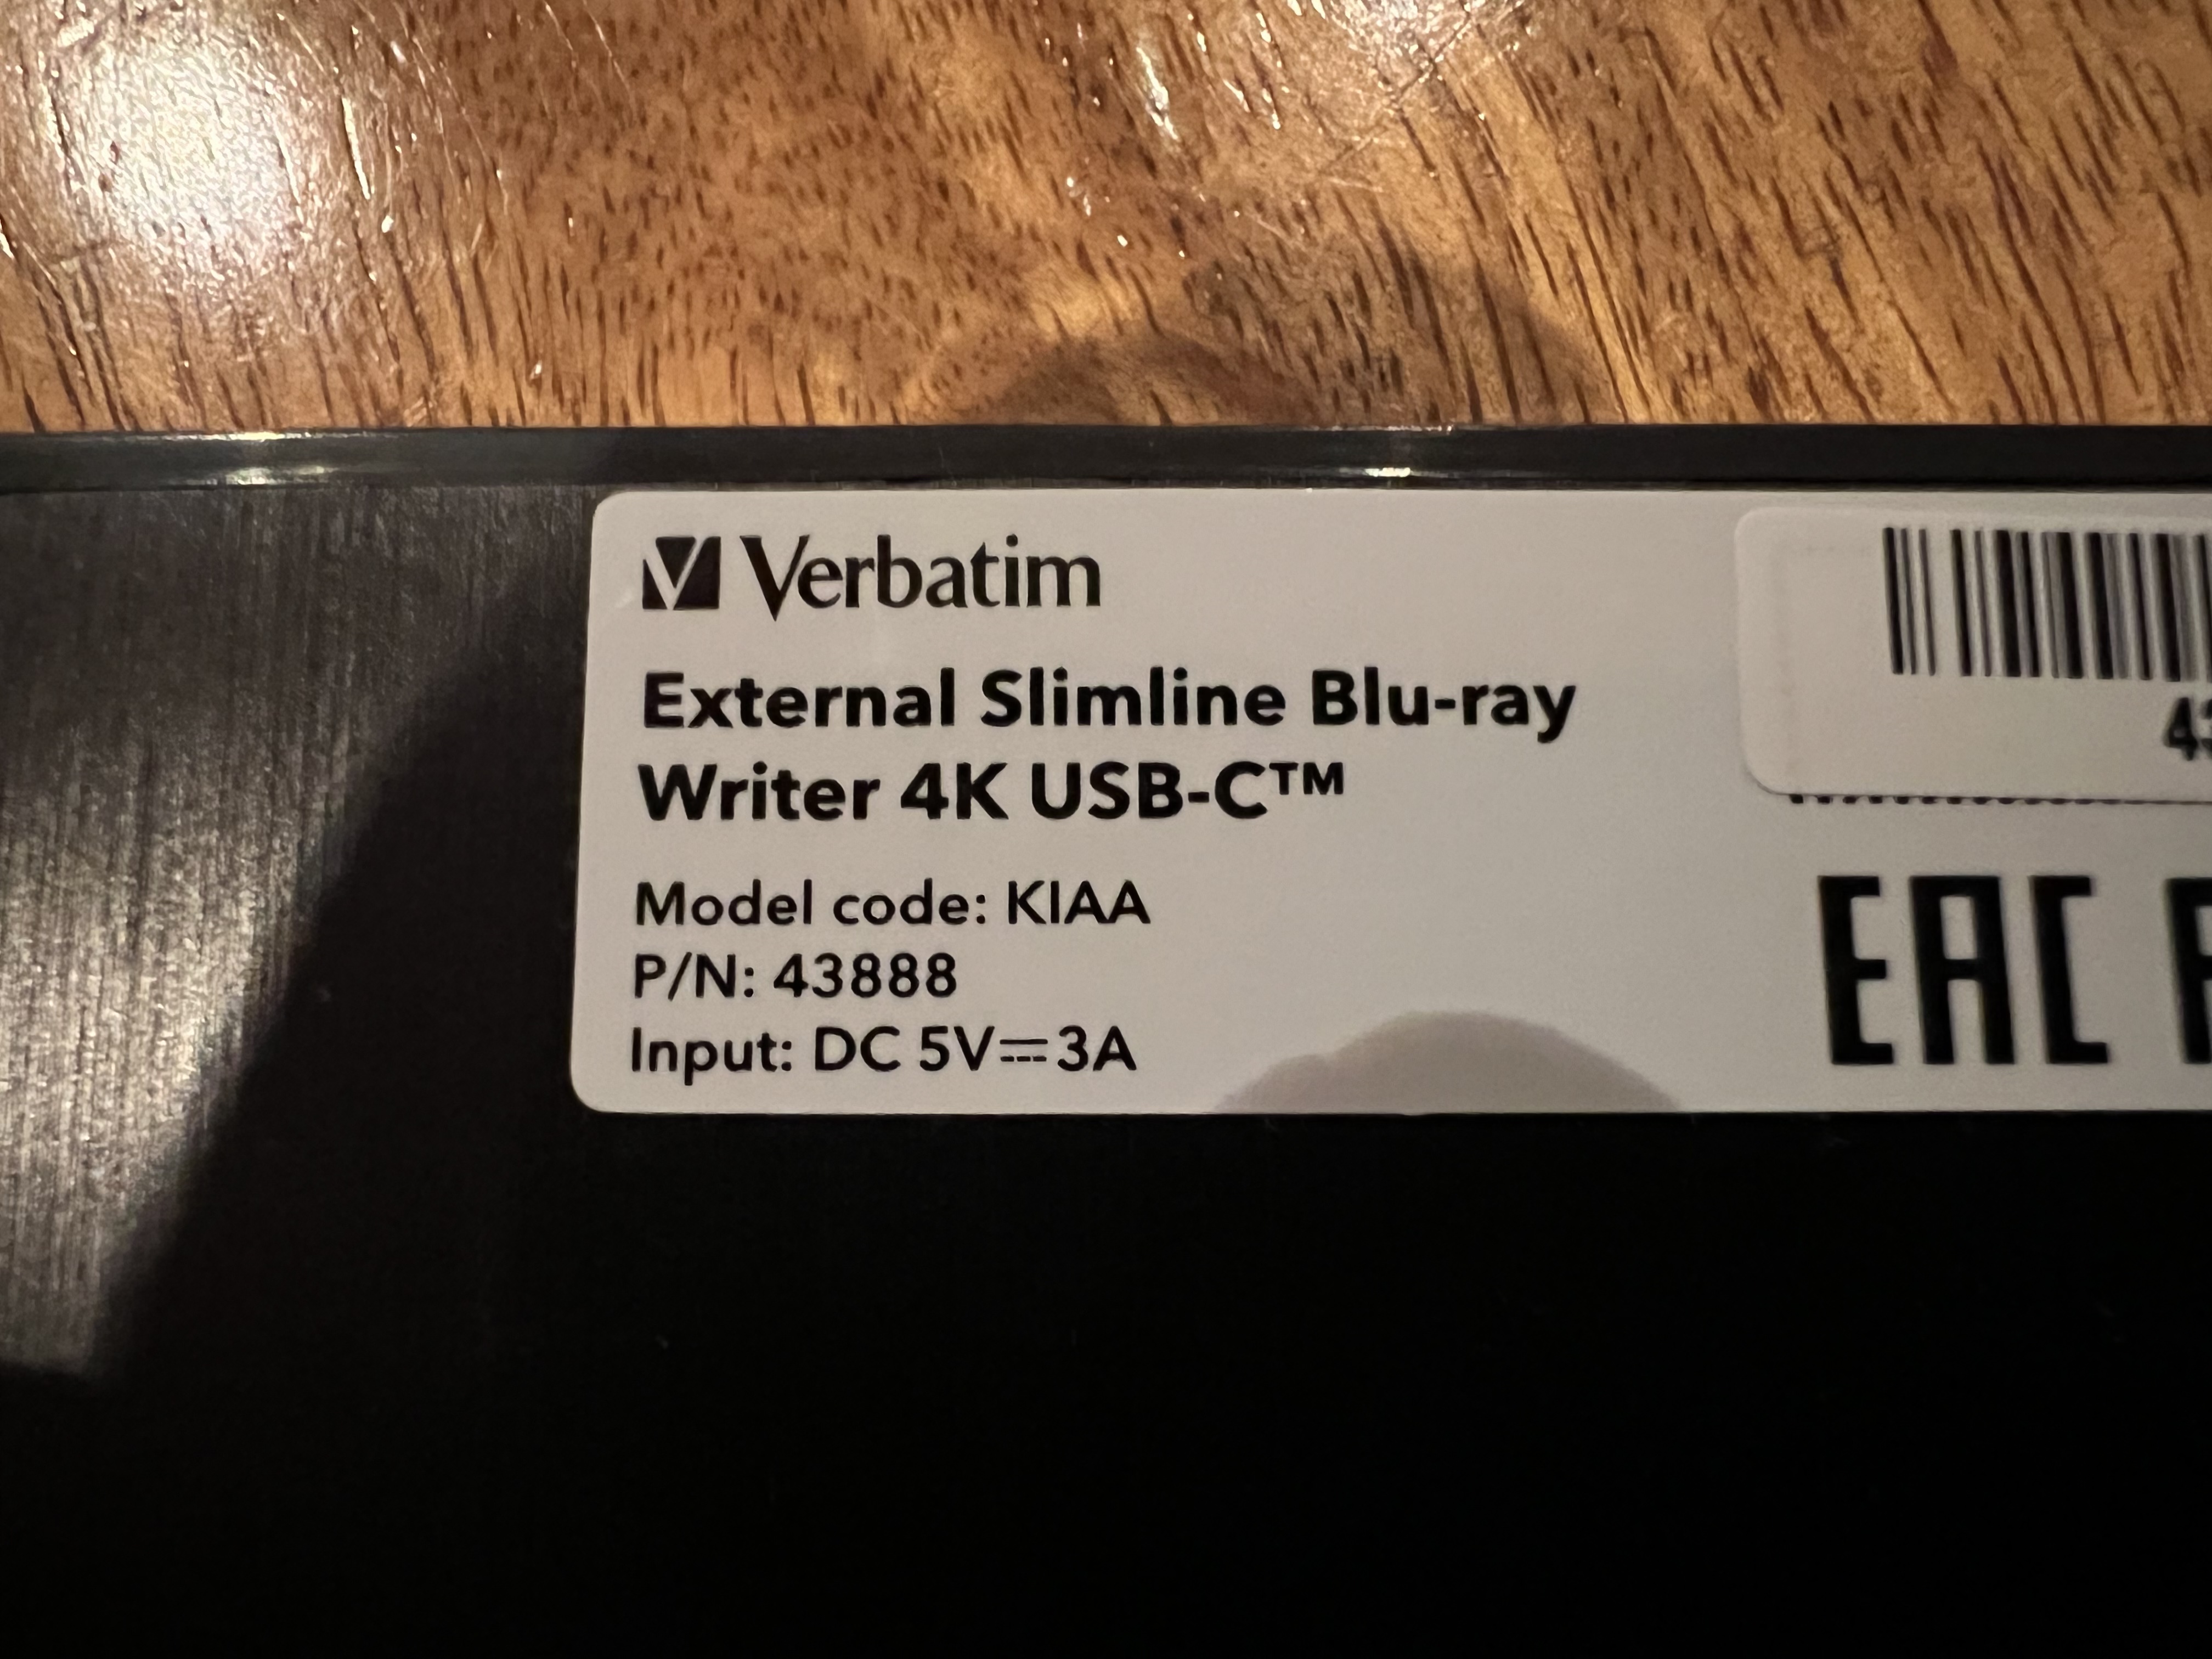 Verbatim
External Slimline Blu-ray
Writer 4K USB-C™
Model code: KIAA
P/N: 43888
Input: DC 5V⎓3A
EAC